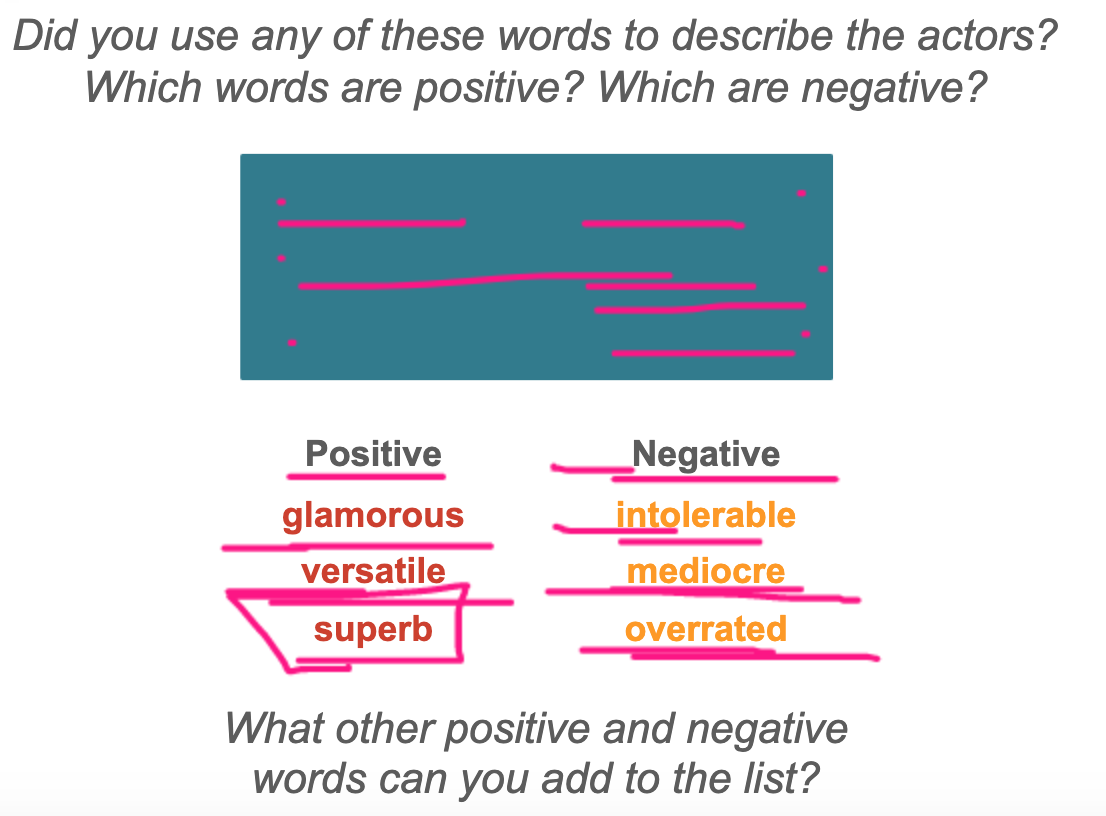 Did you use any of these words to describe the actors?
Which words are positive? Which are negative?
Positive Negative
glamorous intolerable
versatile mediocre
superb overrated
What other positive and negative
words can you add to the list?